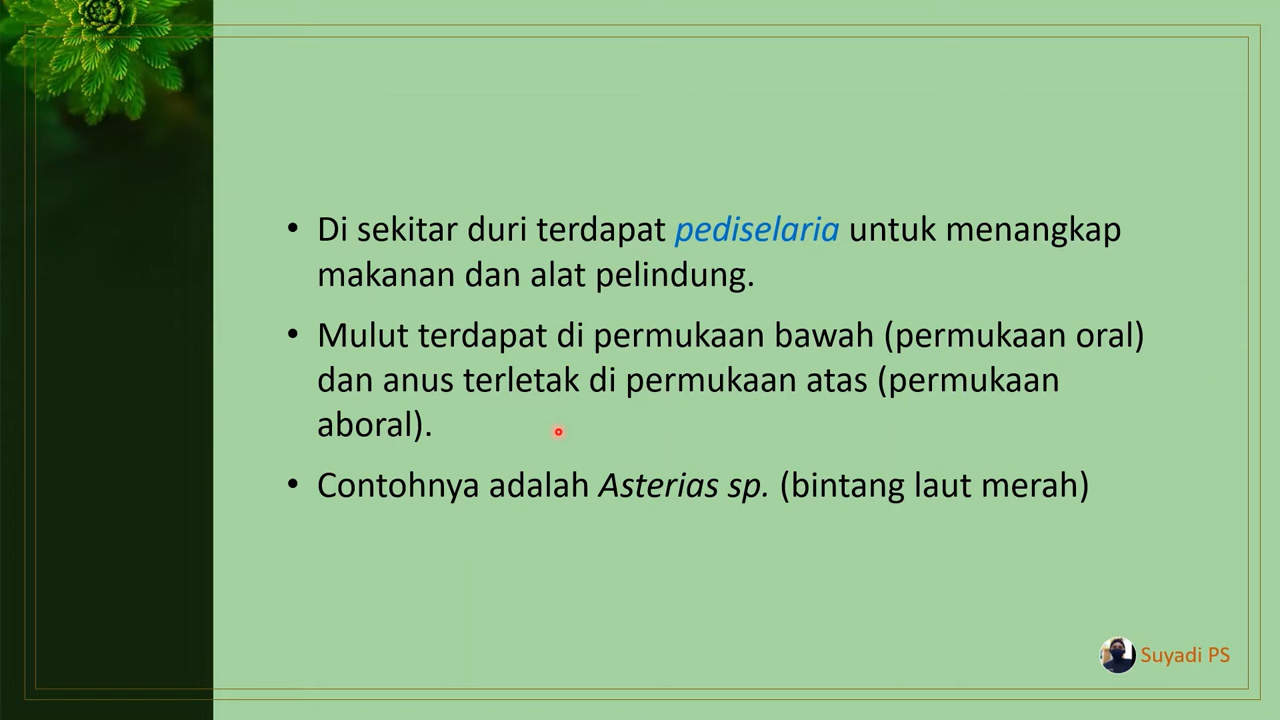 • Di sekitar duri terdapat pediselaria untuk menangkap
makanan dan alat pelindung.
• Mulut terdapat di permukaan bawah (permukaan oral)
dan anus terletak di permukaan atas (permukaan
aboral).
• Contohnya adalah Asterias sp. (bintang laut merah)
Suyadi PS